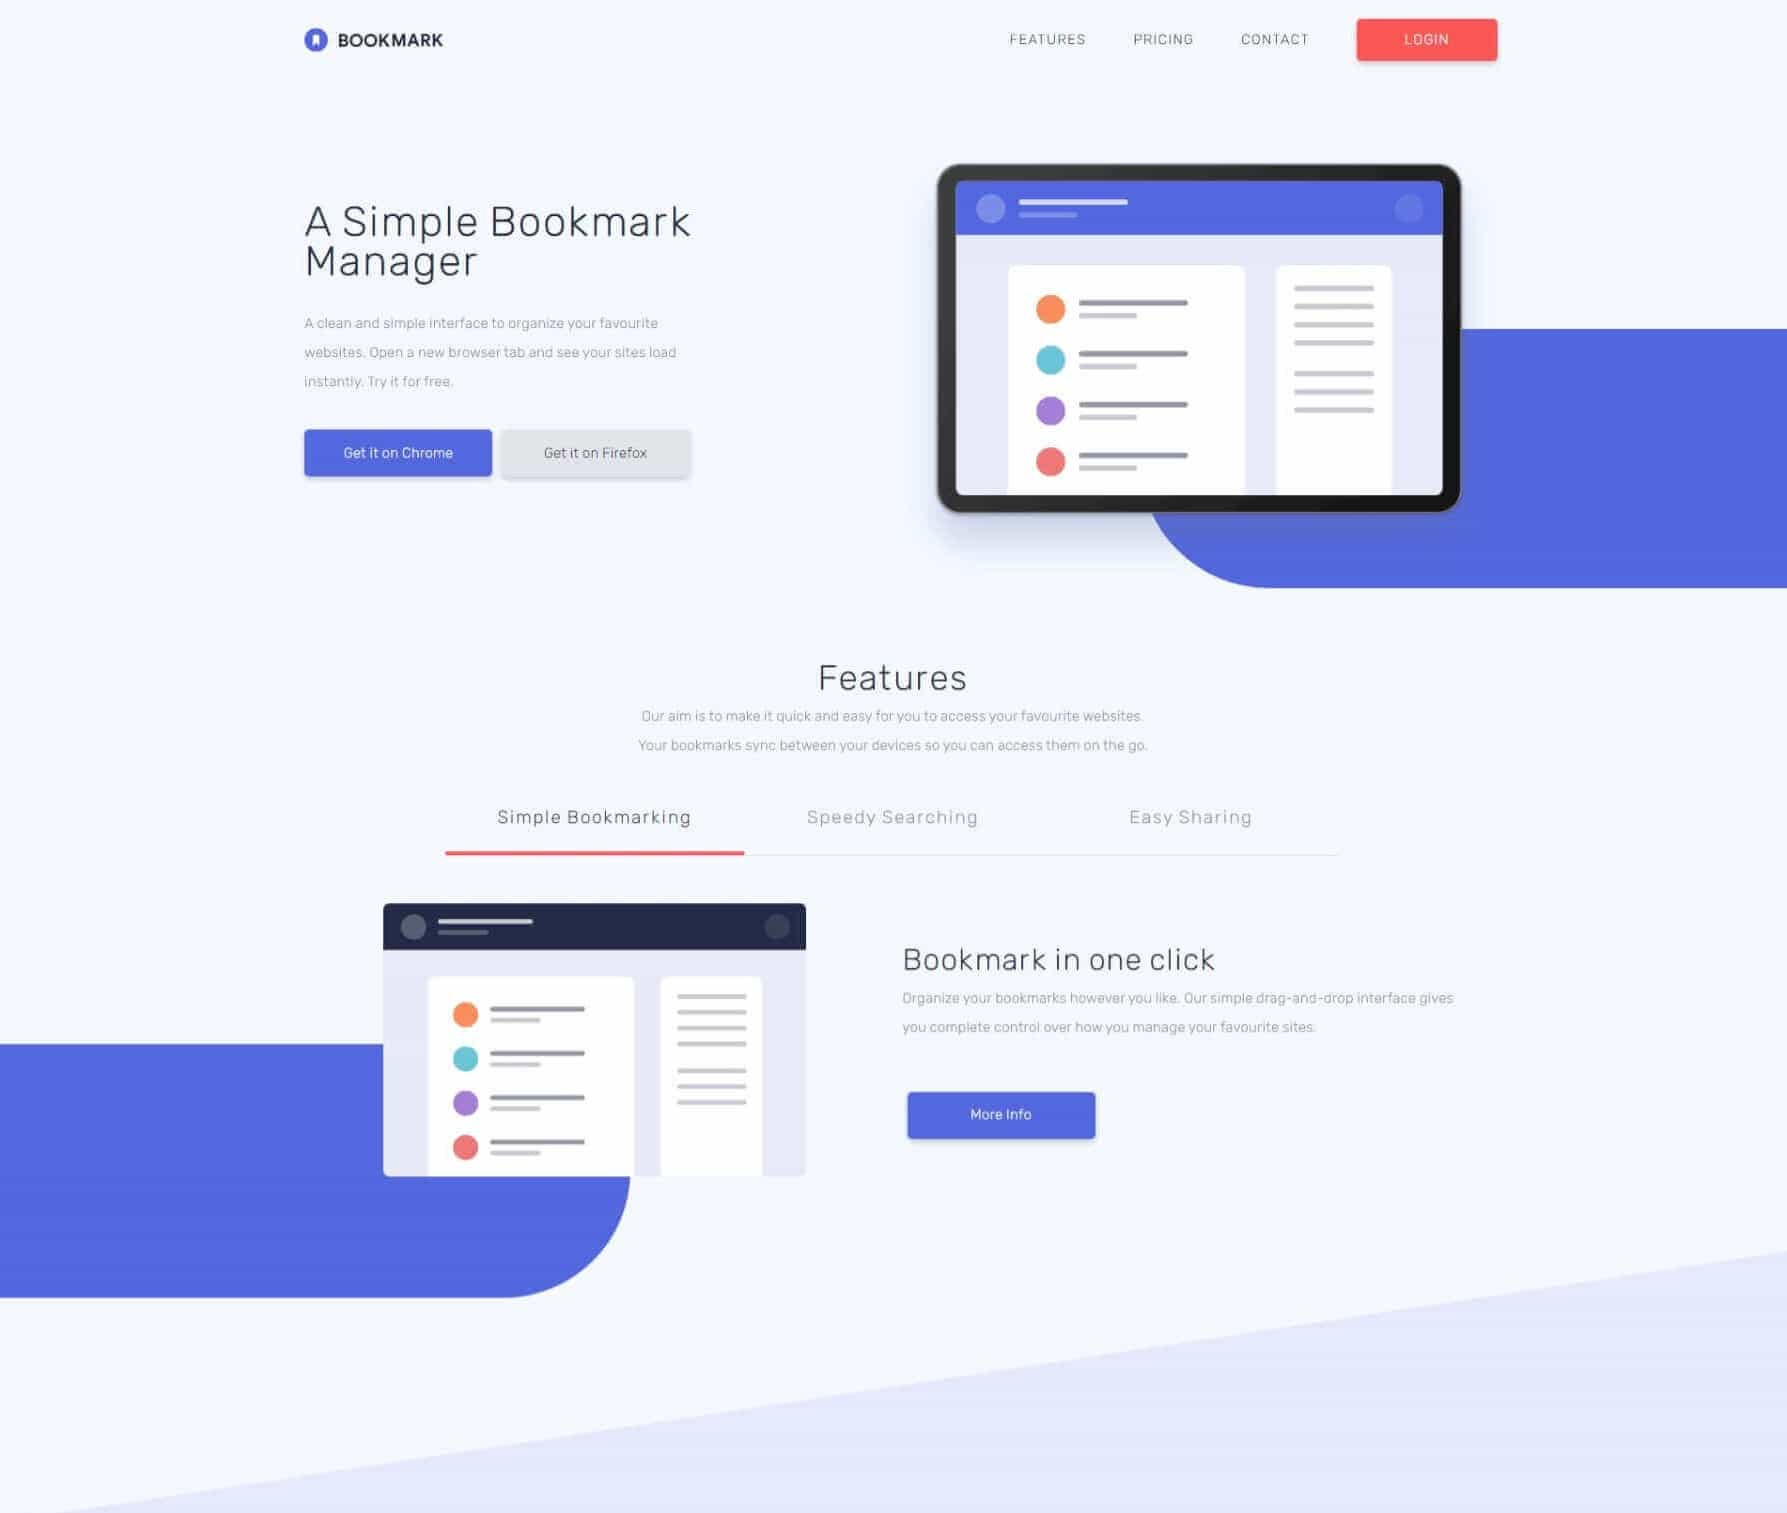 BOOKMARK
FEATURES
PRICING
CONTACT
LOGIN
A Simple Bookmark
Manager
A clean and simple interface to organize your favourite
websites. Open a new browser tab and see your sites load
instantly. Try it for free.
Get it on Chrome
Get it on Firefox
Features
Our aim is to make it quick and easy for you to access your favourite websites.
Your bookmarks sync between your devices so you can access them on the go.
Simple Bookmarking
Speedy Searching
Easy Sharing
Bookmark in one click
Organize your bookmarks however you like. Our simple drag-and-drop interface gives
you complete control over how you manage your favourite sites.
More Info